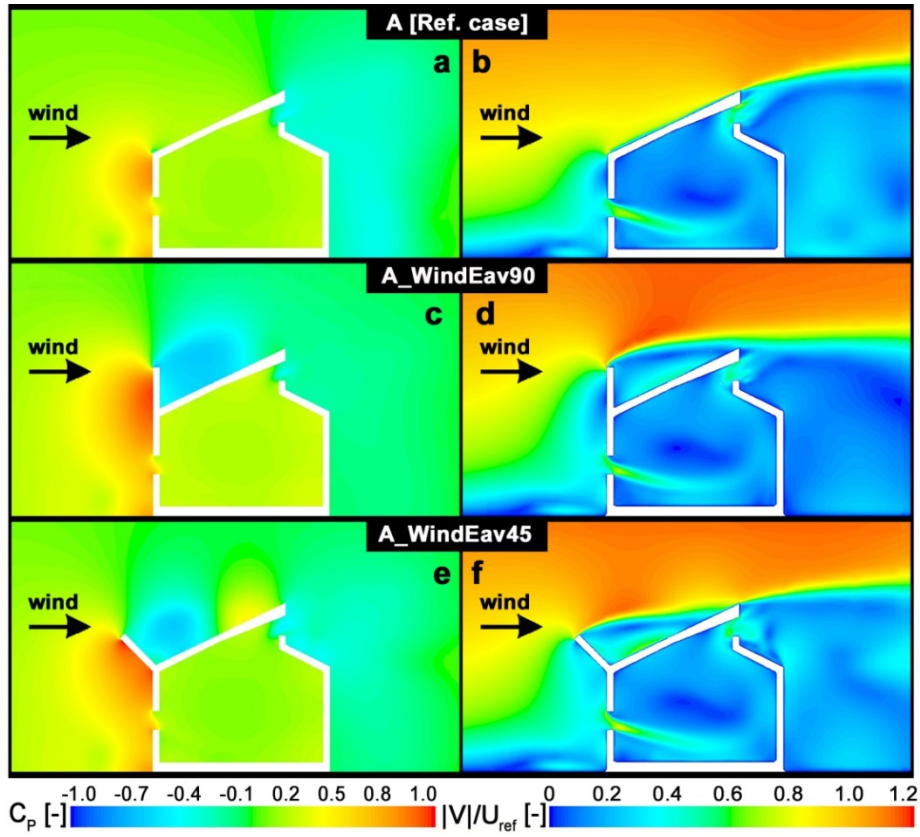 A [Ref. case]
a
b
wind
wind
A_WindEav90
c
d
wind
wind
A_WindEav45
e
f
wind
wind
-1.0 -0.7 -0.4 -0.1 0.2 0.5 0.8 1.0
0 0.2 0.4 0.6 0.8 1.0 1.2
CP [-]
|V|/Uref [-]